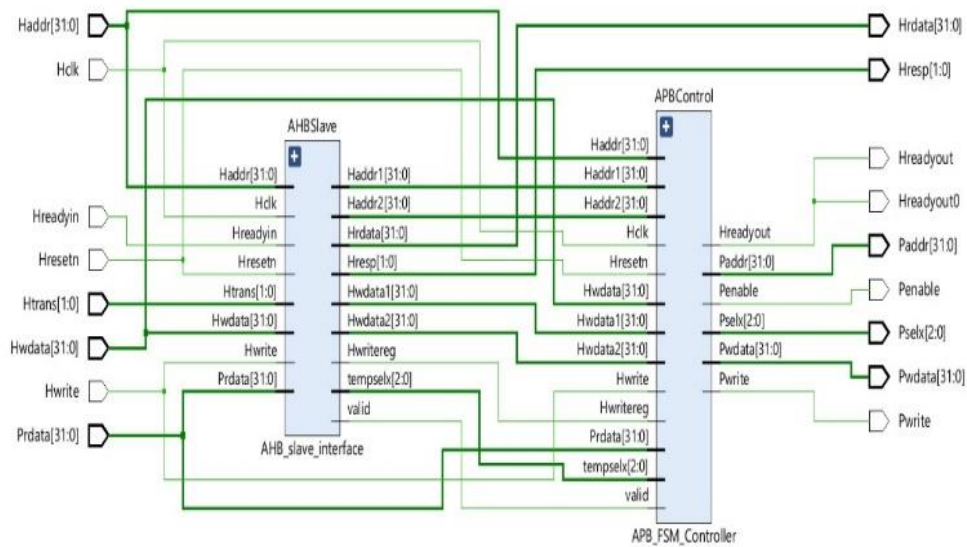 Haddr[31:0]
Hclk
Hreadyin
Hresetn
Htrans[1:0]
Hwdata[31:0]
Hwrite
Prdata[31:0]
AHBSlave
Haddr[31:0]
Hclk
Hreadyin
Hresetn
Htrans[1:0]
Hwdata[31:0]
Hwrite
Prdata[31:0]
Haddr1[31:0]
Haddr2[31:0]
Hrdata[31:0]
Hresp[1:0]
Hwdata1[31:0]
Hwdata2[31:0]
Hwritereg
tempselx[2:0]
valid
AHB_slave_interface
APBControl
Haddr[31:0]
Haddr1[31:0]
Haddr2[31:0]
Hclk
Hresetn
Hwdata[31:0]
Hwdata1[31:0]
Hwdata2[31:0]
Hwrite
Hwritereg
Prdata[31:0]
tempselx[2:0]
valid
Hreadyout
Paddr[31:0]
Penable
Pselx[2:0]
Pwdata[31:0]
Pwrite
APB_FSM_Controller
Hrdata[31:0]
Hresp[1:0]
Hreadyout
Hreadyout0
Paddr[31:0]
Penable
Pselx[2:0]
Pwdata[31:0]
Pwrite